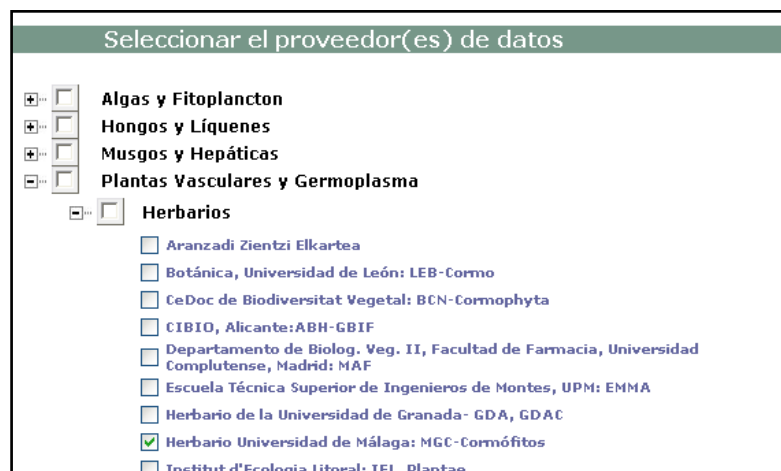 Seleccionar el proveedor(es) de datos
Algas y Fitoplancton
Hongos y Líquenes
Musgos y Hepáticas
Plantas Vasculares y Germoplasma
Herbarios
Aranzadi Zientzi Elkartea
Botánica, Universidad de León: LEB-Cormo
CeDoc de Biodiversitat Vegetal: BCN-Cormophyta
CIBIO, Alicante:ABH-GBIF
Departamento de Biolog. Veg. II, Facultad de Farmacia, Universidad
Complutense, Madrid: MAF
Escuela Técnica Superior de Ingenieros de Montes, UPM: EMMA
Herbario de la Universidad de Granada- GDA, GDAC
Herbario Universidad de Málaga: MGC-Cormófitos
Institut d'Ecologia Litoral: IEL, Plantae